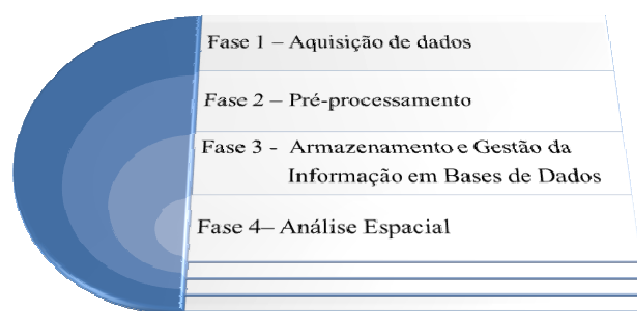 Fase 1 – Aquisição de dados
Fase 2 – Pré-processamento
Fase 3 - Armazenamento e Gestão da
Informação em Bases de Dados
Fase 4– Análise Espacial